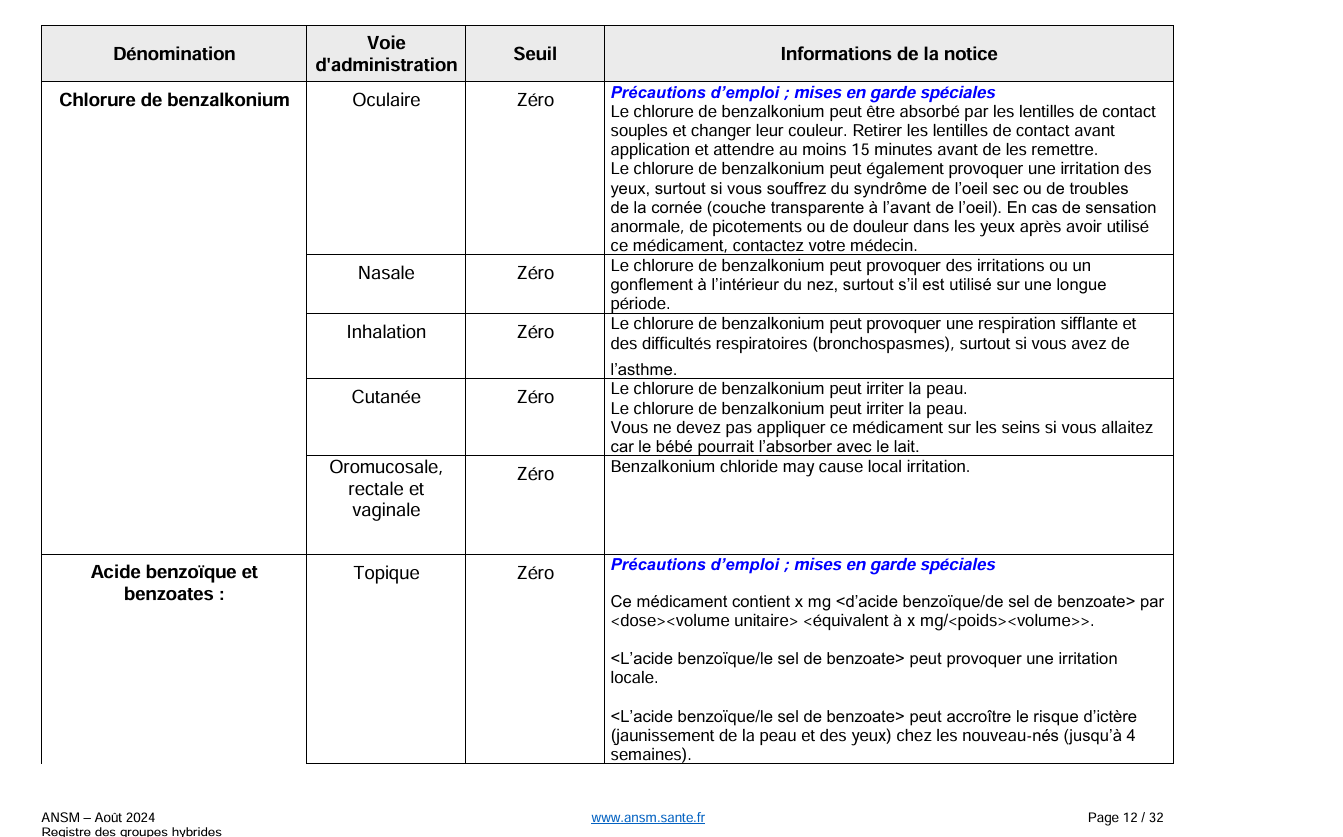 Dénomination
Voie
d'administration
Seuil
Informations de la notice
Chlorure de benzalkonium
Oculaire
Zéro
Précautions d’emploi ; mises en garde spéciales
Le chlorure de benzalkonium peut être absorbé par les lentilles de contact
souples et changer leur couleur. Retirer les lentilles de contact avant
application et attendre au moins 15 minutes avant de les remettre.
Le chlorure de benzalkonium peut également provoquer une irritation des
yeux, surtout si vous souffrez du syndrôme de l’oeil sec ou de troubles
de la cornée (couche transparente à l’avant de l’oeil). En cas de sensation
anormale, de picotements ou de douleur dans les yeux après avoir utilisé
ce médicament, contactez votre médecin.
Nasale
Zéro
Le chlorure de benzalkonium peut provoquer des irritations ou un
gonflement à l’intérieur du nez, surtout s’il est utilisé sur une longue
période.
Inhalation
Zéro
Le chlorure de benzalkonium peut provoquer une respiration sifflante et
des difficultés respiratoires (bronchospasmes), surtout si vous avez de
l’asthme.
Cutanée
Zéro
Le chlorure de benzalkonium peut irriter la peau.
Le chlorure de benzalkonium peut irriter la peau.
Vous ne devez pas appliquer ce médicament sur les seins si vous allaitez
car le bébé pourrait l’absorber avec le lait.
Oromucosale,
rectale et
vaginale
Zéro
Benzalkonium chloride may cause local irritation.
Acide benzoïque et
benzoates :
Topique
Zéro
Précautions d’emploi ; mises en garde spéciales
Ce médicament contient x mg <d’acide benzoïque/de sel de benzoate> par
<dose><volume unitaire> <équivalent à x mg/<poids><volume>>.
<L’acide benzoïque/le sel de benzoate> peut provoquer une irritation
locale.
<L’acide benzoïque/le sel de benzoate> peut accroître le risque d’ictère
(jaunissement de la peau et des yeux) chez les nouveau-nés (jusqu’à 4
semaines).
ANSM – Août 2024
www.ansm.sante.fr
Page 12 / 32
Registre des groupes hybrides